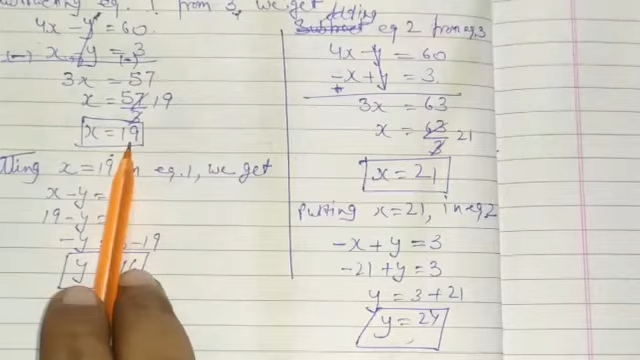 eq. 1 from 3, we get
4x - y = 60
x - y = 3
(-) (-)
3x = 57
x = 57/3 19
x = 19
tting x = 19 in eq. 1, we get
x - y =
19 - y =
-y = - 19
y
Adding
Subtract eq 2 from eq. 3
4x - y = 60
-x + y = 3
3x = 63
x = 63/3 21
x = 21
Putting x = 21, in eq 2
-x + y = 3
-21 + y = 3
y = 3 + 21
y = 24